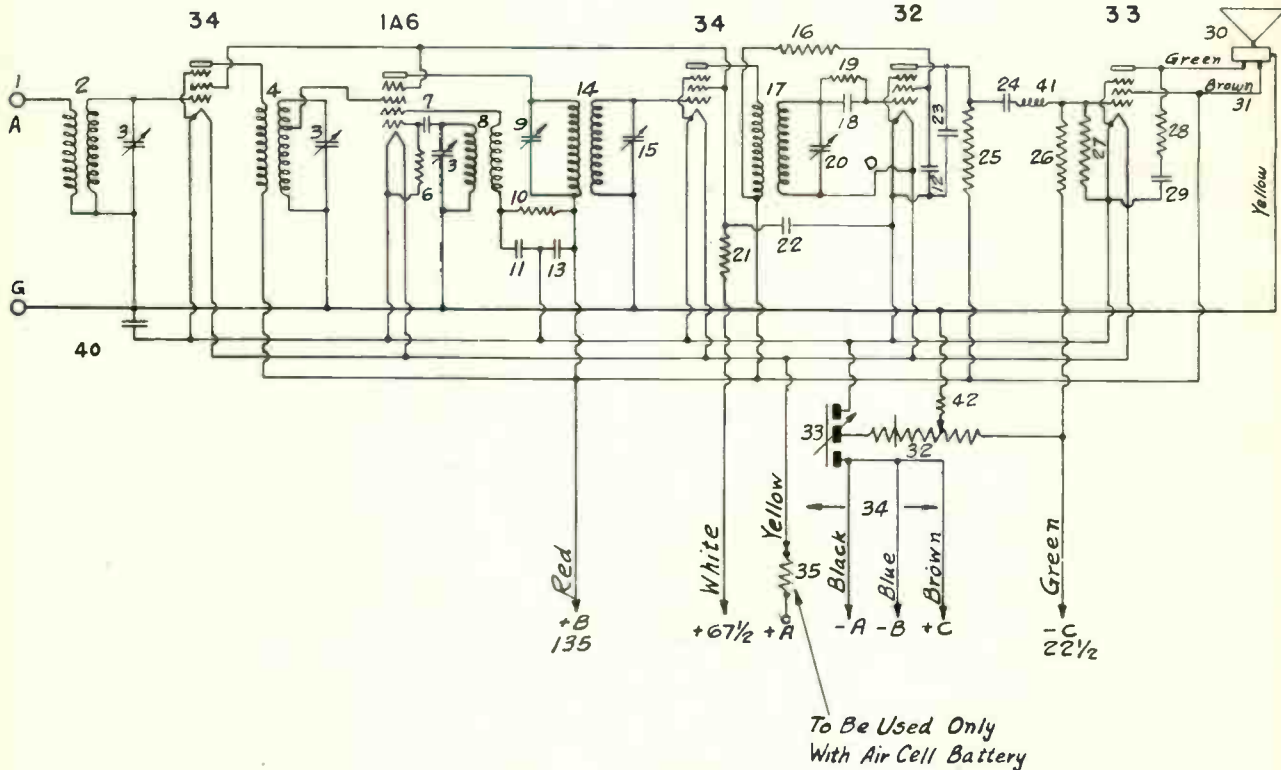 34 1A6 34 32 33
16 30
19 Green
1 2 4 7 8 9 14 17 18 23 24 41 Brown
A 3 3 3 15 20 12 25 26 27 28 31
6 10 29
11 13 21 22 Yellow
G
40
42
33 32
34
Red White Yellow 35 Black Blue Brown Green
+B +67½ +A -A -B +C -C
135 22½
To Be Used Only
With Air Cell Battery